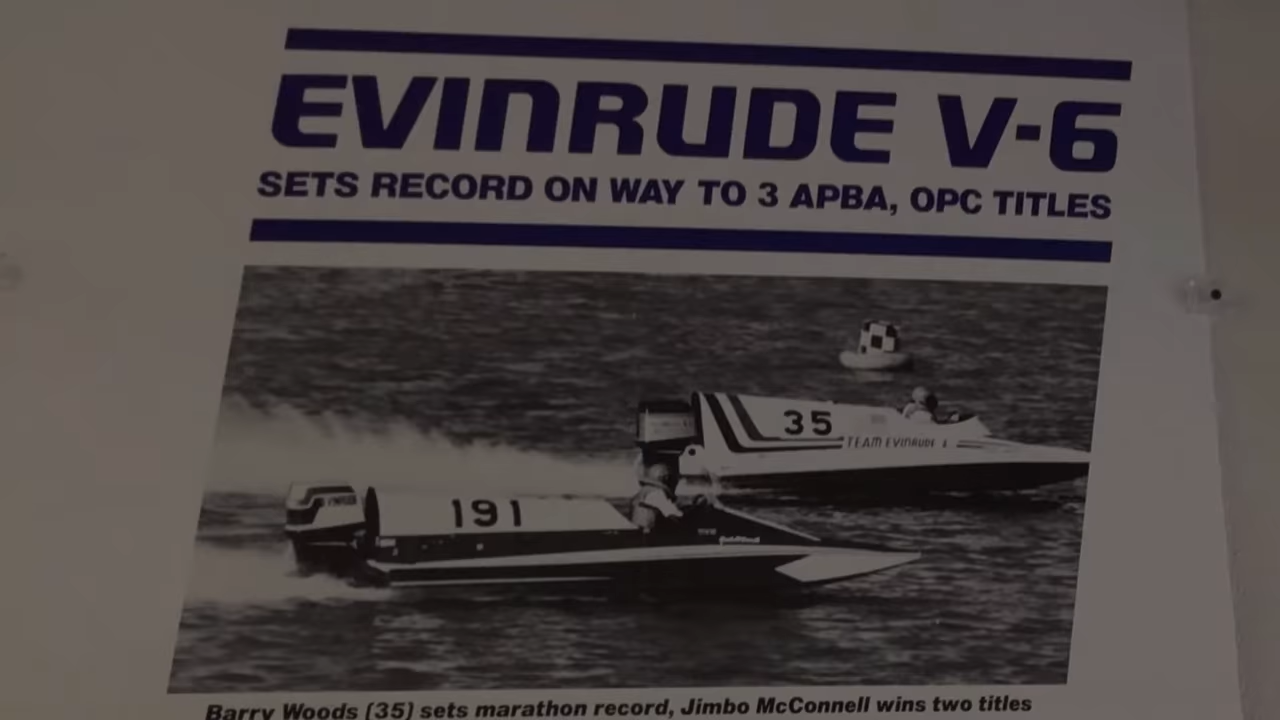 EVINRUDE V-6
SETS RECORD ON WAY TO 3 APBA, OPC TITLES
35
TEAM EVINRUDE
191
Barry Woods (35) sets marathon record, Jimbo McConnell wins two titles